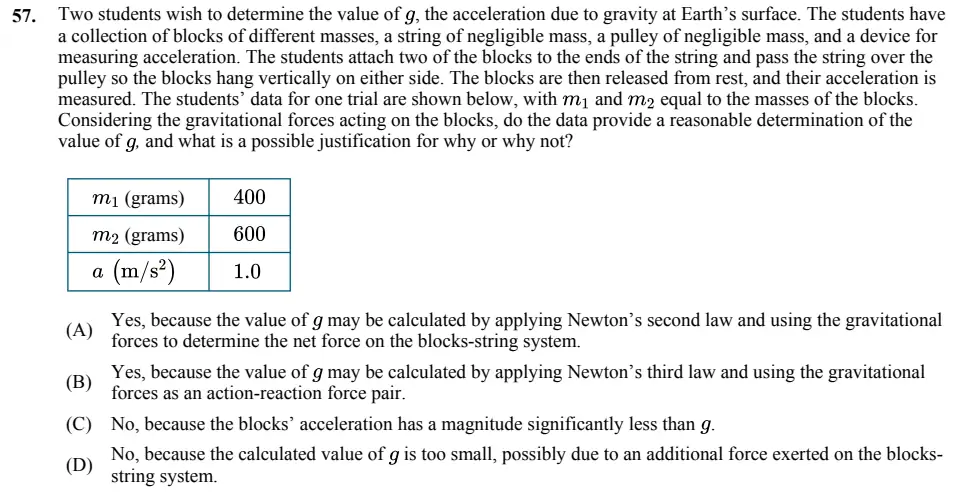 57. Two students wish to determine the value of g, the acceleration due to gravity at Earth's surface. The students have
a collection of blocks of different masses, a string of negligible mass, a pulley of negligible mass, and a device for
measuring acceleration. The students attach two of the blocks to the ends of the string and pass the string over the
pulley so the blocks hang vertically on either side. The blocks are then released from rest, and their acceleration is
measured. The students' data for one trial are shown below, with m₁ and m₂ equal to the masses of the blocks.
Considering the gravitational forces acting on the blocks, do the data provide a reasonable determination of the
value of g, and what is a possible justification for why or why not?
m₁ (grams) 400
m₂ (grams) 600
a (m/s²) 1.0
(A) Yes, because the value of g may be calculated by applying Newton's second law and using the gravitational
forces to determine the net force on the blocks-string system.
(B) Yes, because the value of g may be calculated by applying Newton's third law and using the gravitational
forces as an action-reaction force pair.
(C) No, because the blocks' acceleration has a magnitude significantly less than g.
(D) No, because the calculated value of g is too small, possibly due to an additional force exerted on the blocks-
string system.